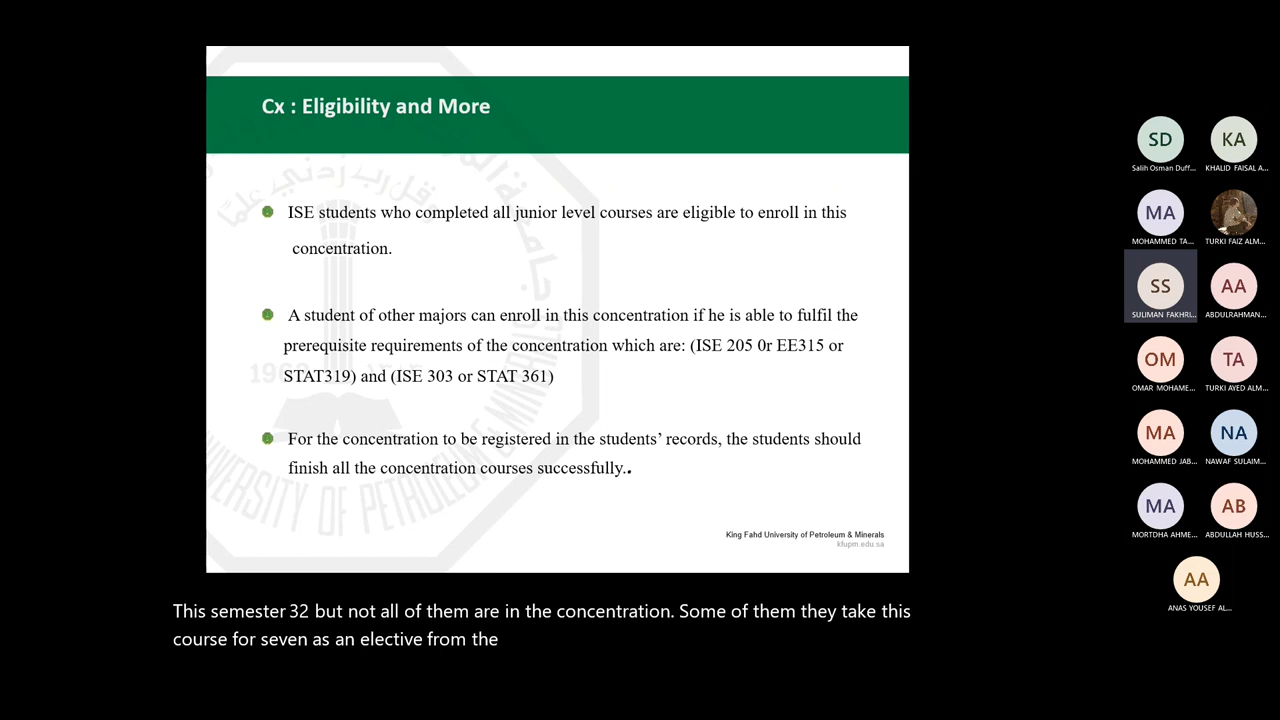 Cx : Eligibility and More
ISE students who completed all junior level courses are eligible to enroll in this
concentration.
A student of other majors can enroll in this concentration if he is able to fulfil the
prerequisite requirements of the concentration which are: (ISE 205 0r EE315 or
STAT319) and (ISE 303 or STAT 361)
For the concentration to be registered in the students’ records, the students should
finish all the concentration courses successfully..
King Fahd University of Petroleum & Minerals
kfupm.edu.sa
This semester 32 but not all of them are in the concentration. Some of them they take this
course for seven as an elective from the
SD
Salih Osman Duff...
KA
KHALID FAISAL A...
MA
MOHAMMED TA...
TURKI FAIZ ALM...
SS
SULIMAN FAKHRI...
AA
ABDULRAHMAN...
OM
OMAR MOHAME...
TA
TURKI AYED ALM...
MA
MOHAMMED JAB...
NA
NAWAF SULAIM...
MA
MORTDHA AHME...
AB
ABDULLAH HUSS...
AA
ANAS YOUSEF AL...